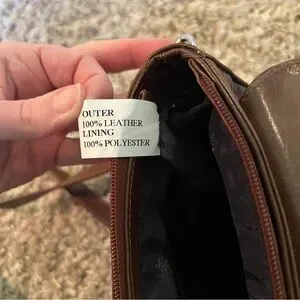 OUTER
100% LEATHER
LINING
100% POLYESTER